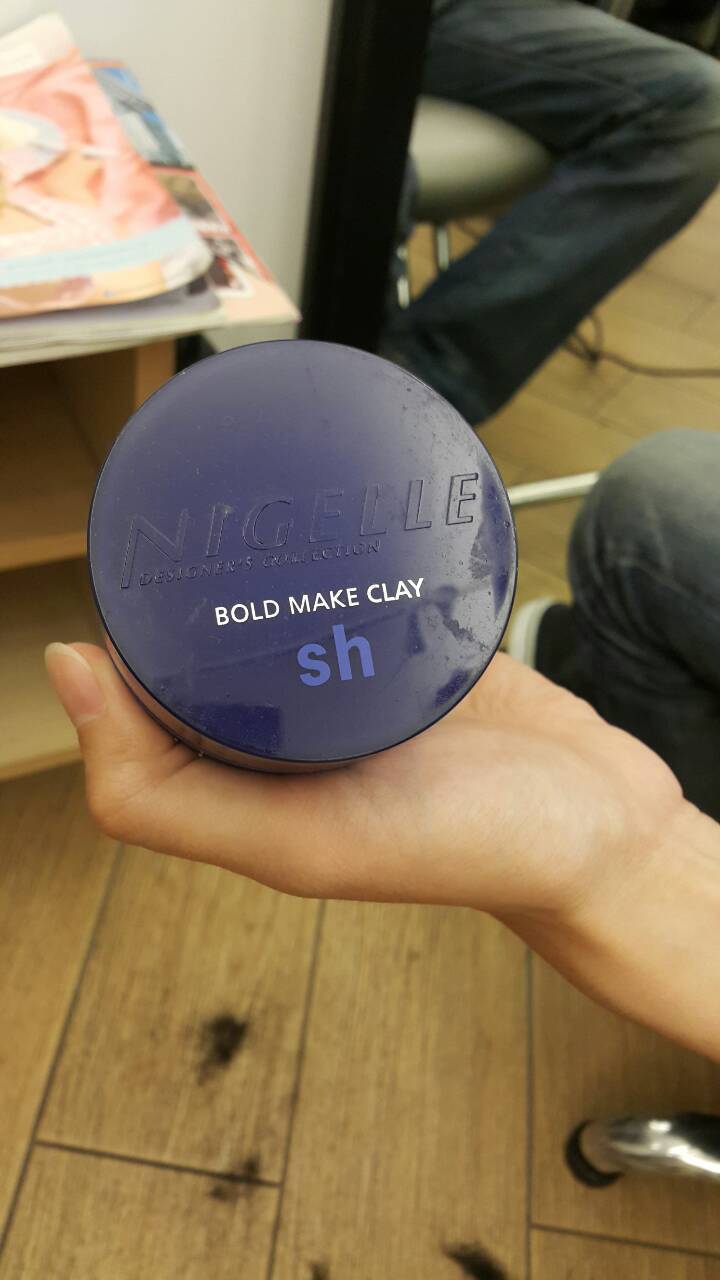 NIGELLE
DESIGNER'S COLLECTION
BOLD MAKE CLAY
sh